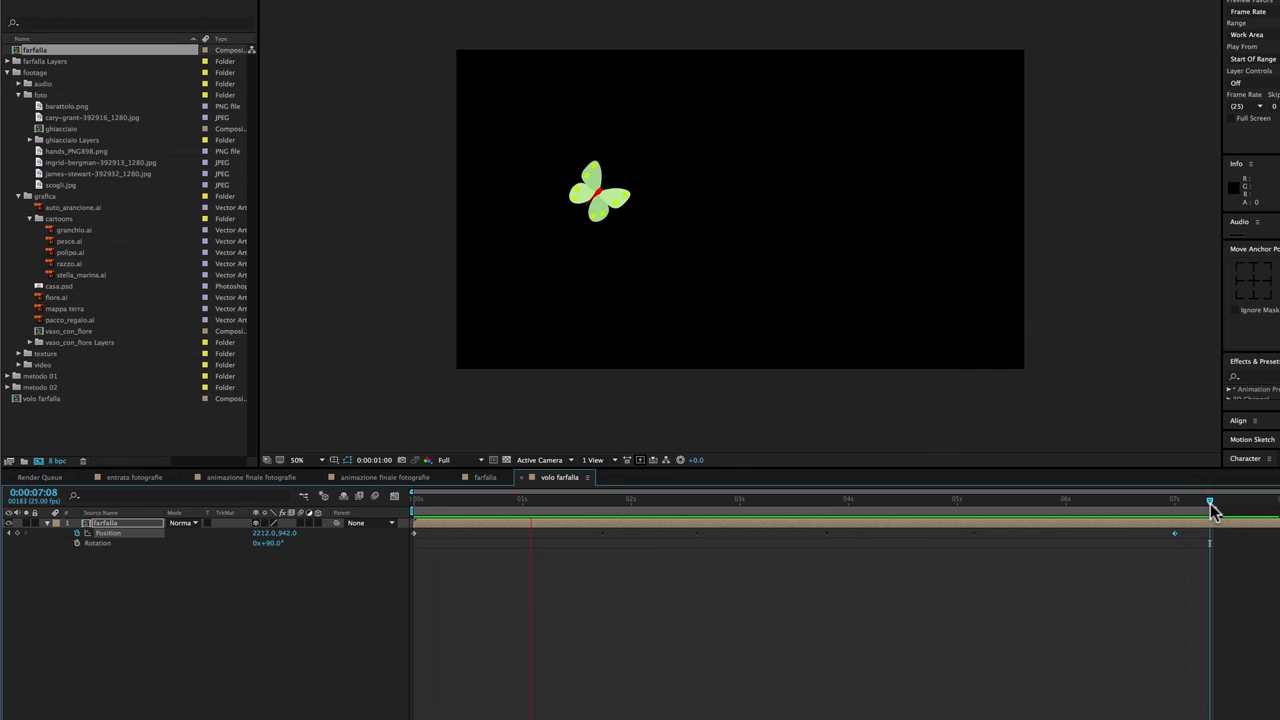 Name
Type
farfalla
Composi..
farfalla Layers
Folder
footage
Folder
audio
Folder
foto
Folder
barattolo.png
PNG file
cary-grant-392916_1280.jpg
JPEG
ghiacciaio
Composi..
ghiacciaio Layers
Folder
hands_PNG898.png
PNG file
ingrid-bergman-392913_1280.jpg
JPEG
james-stewart-392932_1280.jpg
JPEG
scogli.jpg
JPEG
grafica
Folder
auto_arancione.ai
Vector Art
cartoons
Folder
granchio.ai
Vector Art
pesce.ai
Vector Art
polipo.ai
Vector Art
razzo.ai
Vector Art
stella_marina.ai
Vector Art
casa.psd
Photoshop
fiore.ai
Vector Art
mappa terra
Vector Art
pacco_regalo.ai
Vector Art
vaso_con_fiore
Composi..
vaso_con_fiore Layers
Folder
texture
Folder
video
Folder
metodo 01
Folder
metodo 02
Folder
volo farfalla
Composi..
8 bpc
50%
0:00:01:00
Full
Active Camera
1 View
+0.0
Frame Rate
Range
Work Area
Play From
Start Of Range
Layer Controls
Off
Frame Rate
(25)
0
Full Screen
Info
R :
G :
B :
A : 0
Audio
Move Anchor Po
Ignore Mask
Effects & Presets
* Animation Pre
Align
Motion Sketch
Character
Render Queue
entrata fotografie
animazione finale fotografie
animazione finale fotografie
farfalla
volo farfalla
0:00:07:08
00183 (25.00 fps)
:00s
01s
02s
03s
04s
05s
06s
07s
#
Source Name
Mode
T
TrkMat
Parent
1
farfalla
Norma
None
Position
2212.0,942.0
Rotation
0x+90.0°